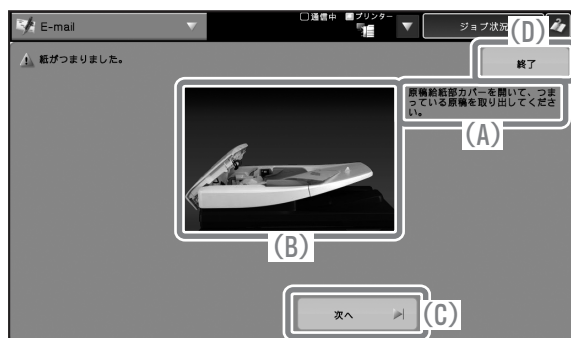 E-mail
通信中
プリンター
ジョブ状況
(D)
紙がつまりました。
終了
原稿給紙部カバーを開いて、つま
っている原稿を取り出してくださ
い。
(A)
(B)
次へ
(C)